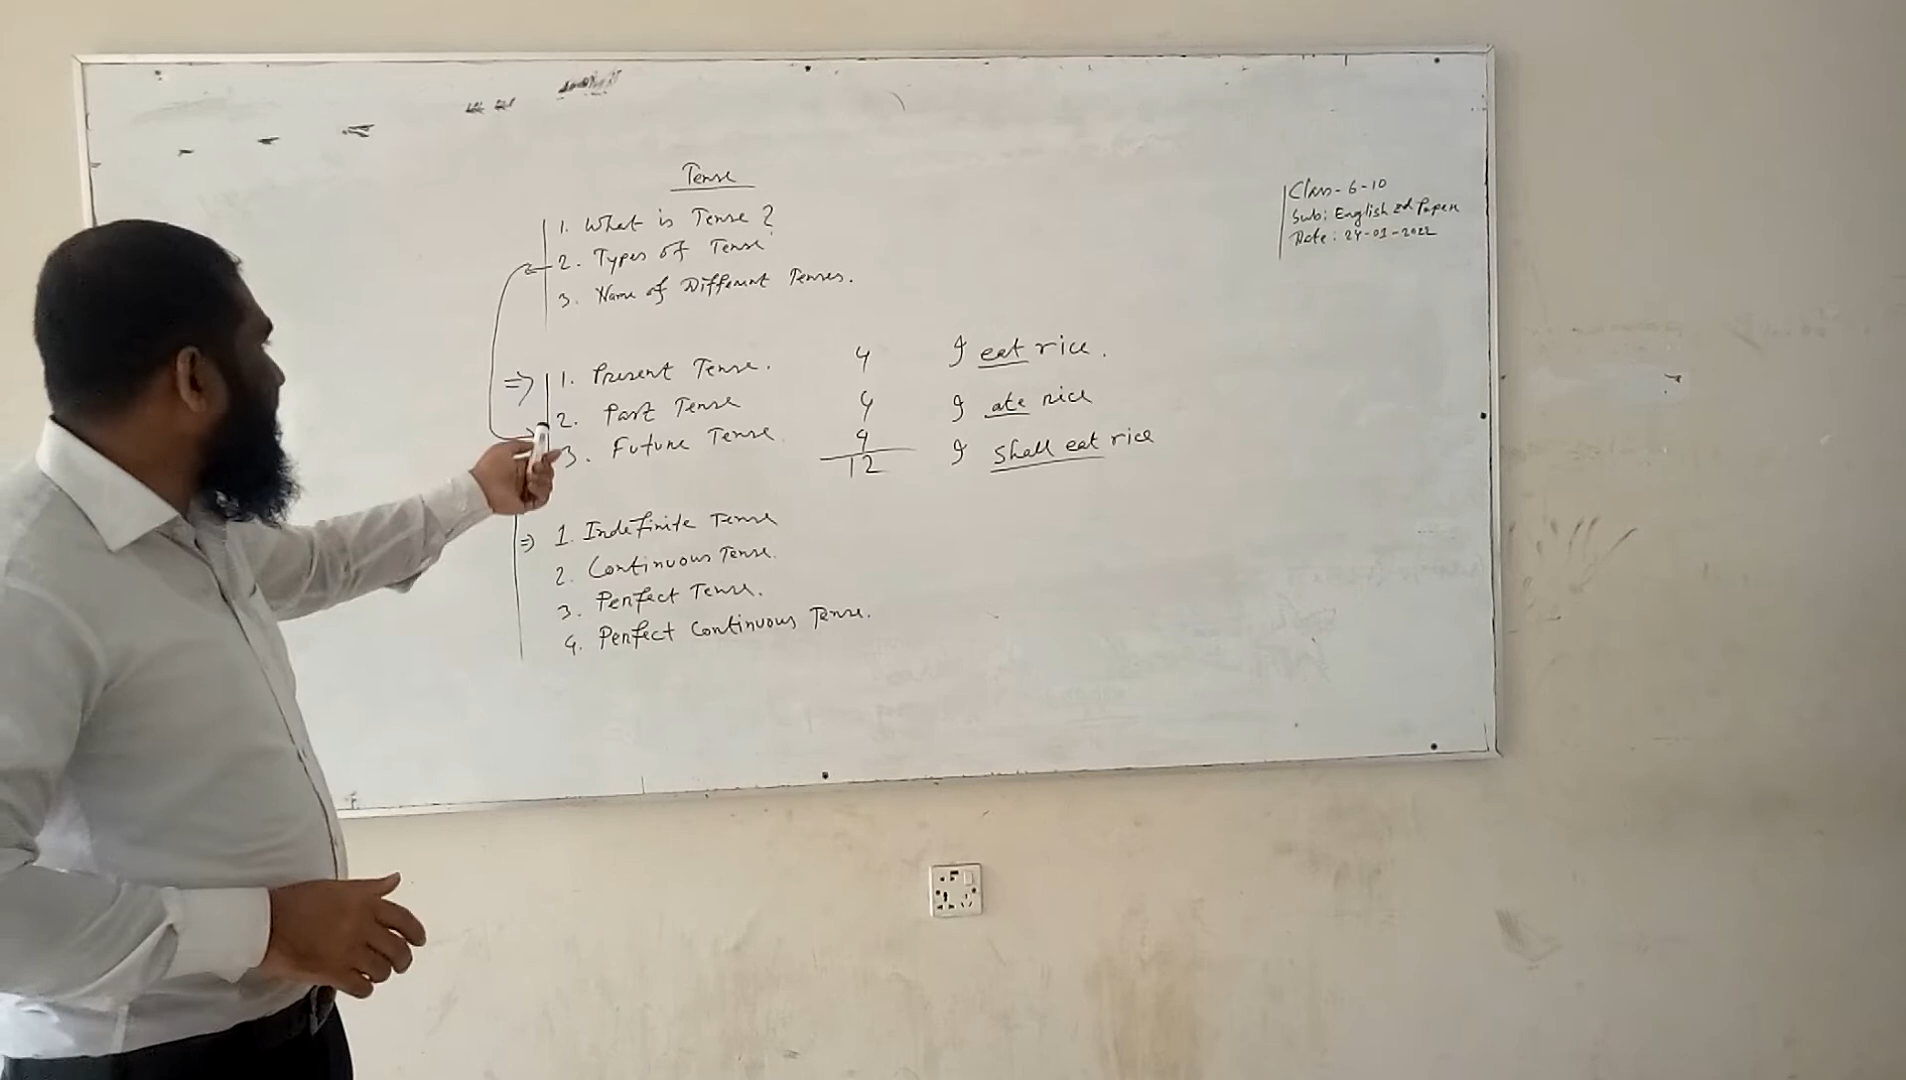 Tense
1. What is Tense?
2. Types of Tense
3. Name of Different Tenses.
Class - 6-10
Sub: English 2nd Paper
Date: 24-01-2022
⇒ 1. Present Tense. 4 I eat rice.
2. Past Tense 4 I ate rice
3. Future Tense. 4 I shall eat rice
12
⇒ 1. Indefinite Tense
2. Continuous Tense.
3. Perfect Tense.
4. Perfect Continuous Tense.